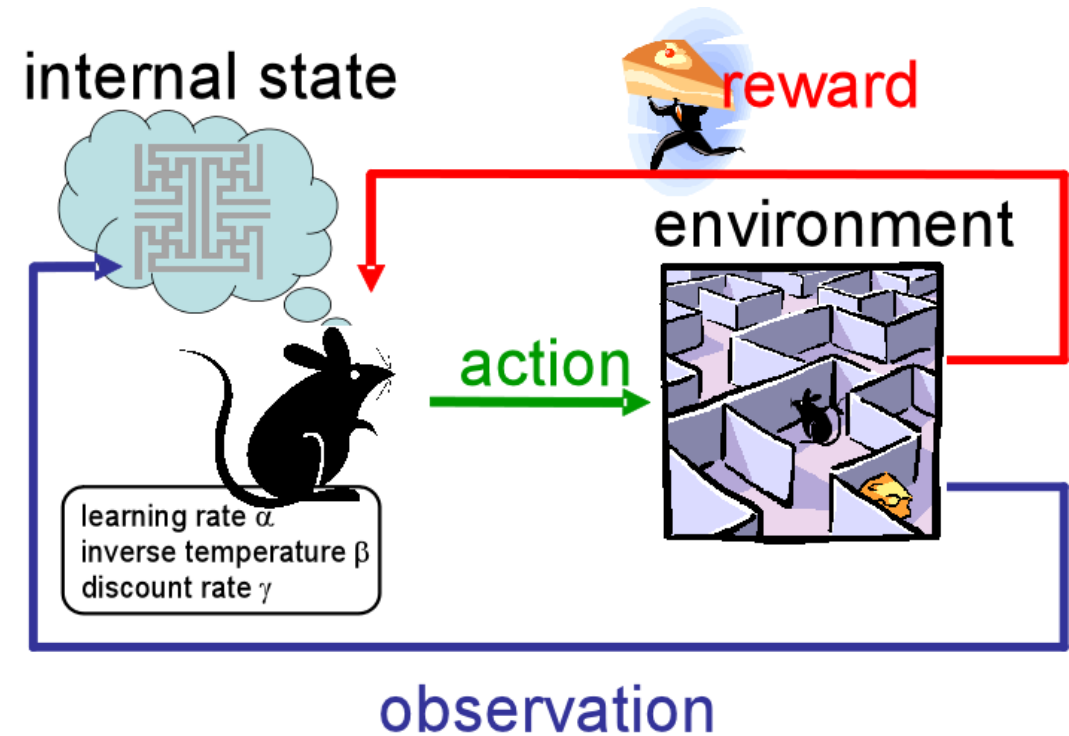 internal state
reward
environment
action
learning rate α
inverse temperature β
discount rate γ
observation